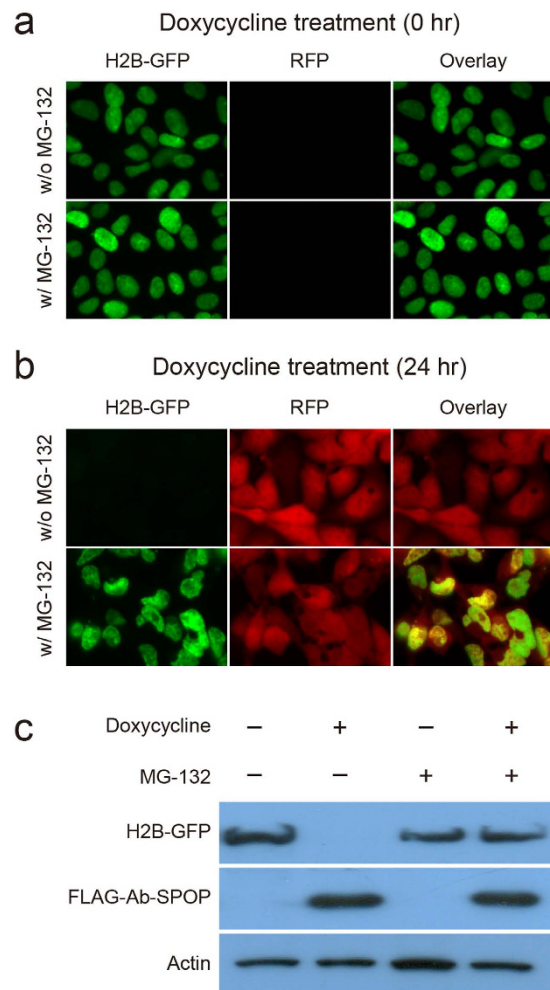 a
Doxycycline treatment (0 hr)
H2B-GFP RFP Overlay
w/o MG-132
w/ MG-132
b
Doxycycline treatment (24 hr)
H2B-GFP RFP Overlay
w/o MG-132
w/ MG-132
c
Doxycycline – + – +
MG-132 – – + +
H2B-GFP
FLAG-Ab-SPOP
Actin